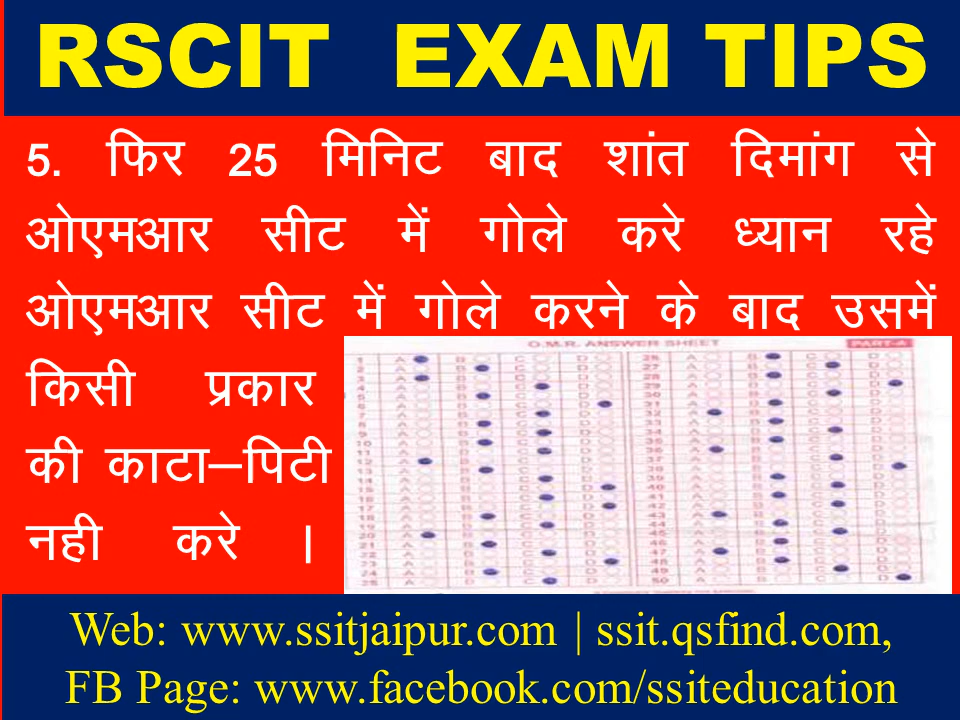 RSCIT EXAM TIPS
5. फिर 25 मिनिट बाद शांत दिमांग से
ओएमआर सीट में गोले करे ध्यान रहे
ओएमआर सीट में गोले करने के बाद उसमें
किसी प्रकार
की काटा–पिटी
नही करे ।
O.M.R. ANSWER SHEET PART-A
Web: www.ssitjaipur.com | ssit.qsfind.com,
FB Page: www.facebook.com/ssiteducation